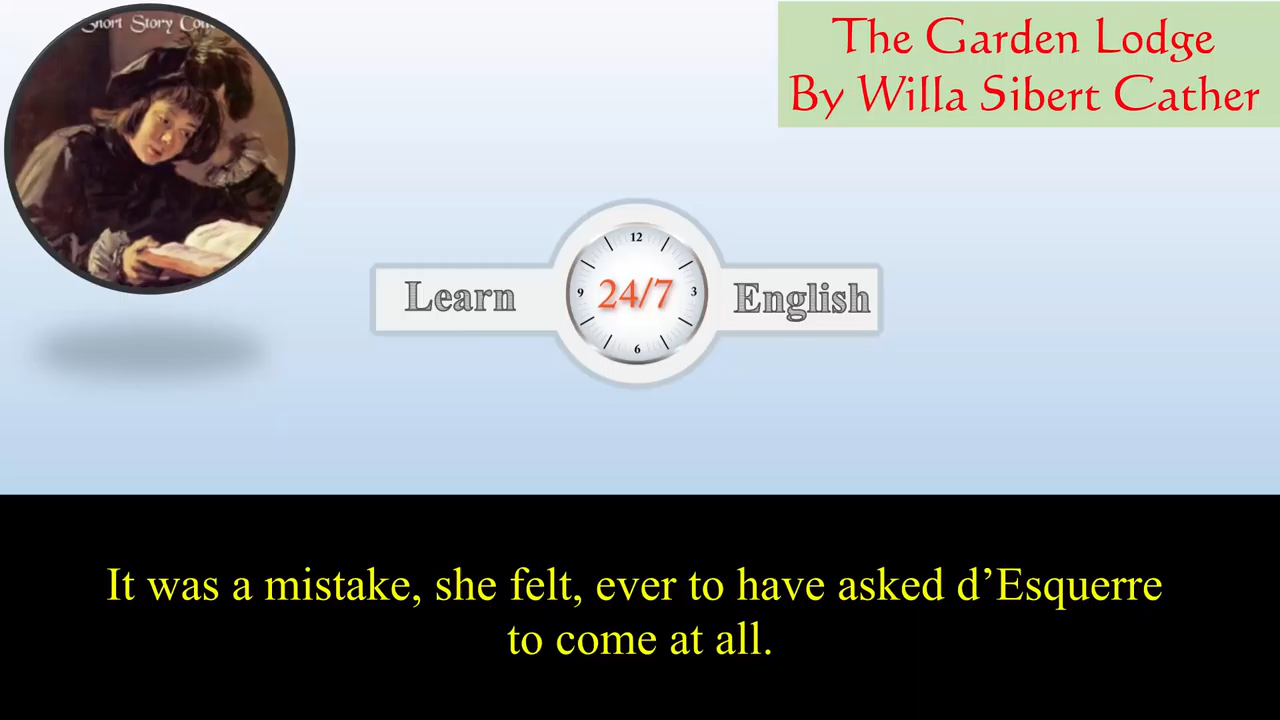 Short Story
The Garden Lodge
By Willa Sibert Cather
Learn 24/7 English
12
3
6
9
It was a mistake, she felt, ever to have asked d’Esquerre
to come at all.